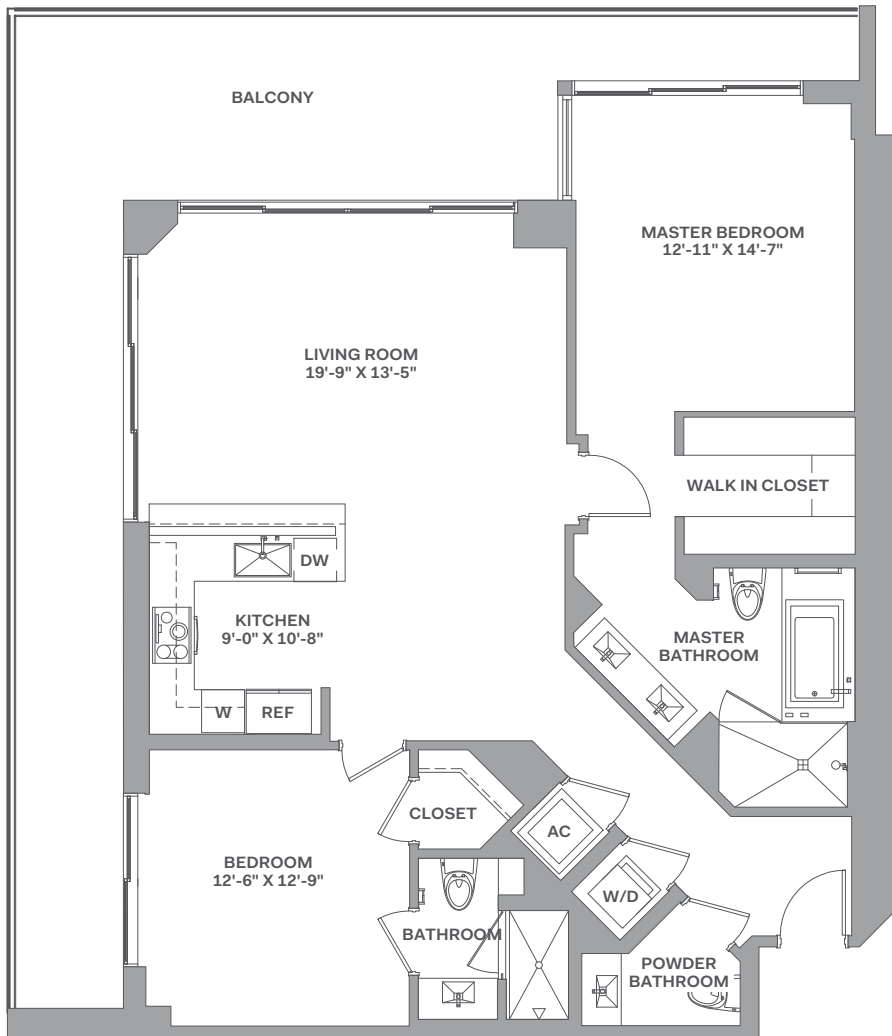 BALCONY
MASTER BEDROOM
12'-11" X 14'-7"
LIVING ROOM
19'-9" X 13'-5"
WALK IN CLOSET
DW
KITCHEN
9'-0" X 10'-8"
MASTER
BATHROOM
W
REF
CLOSET
AC
BEDROOM
12'-6" X 12'-9"
W/D
BATHROOM
POWDER
BATHROOM